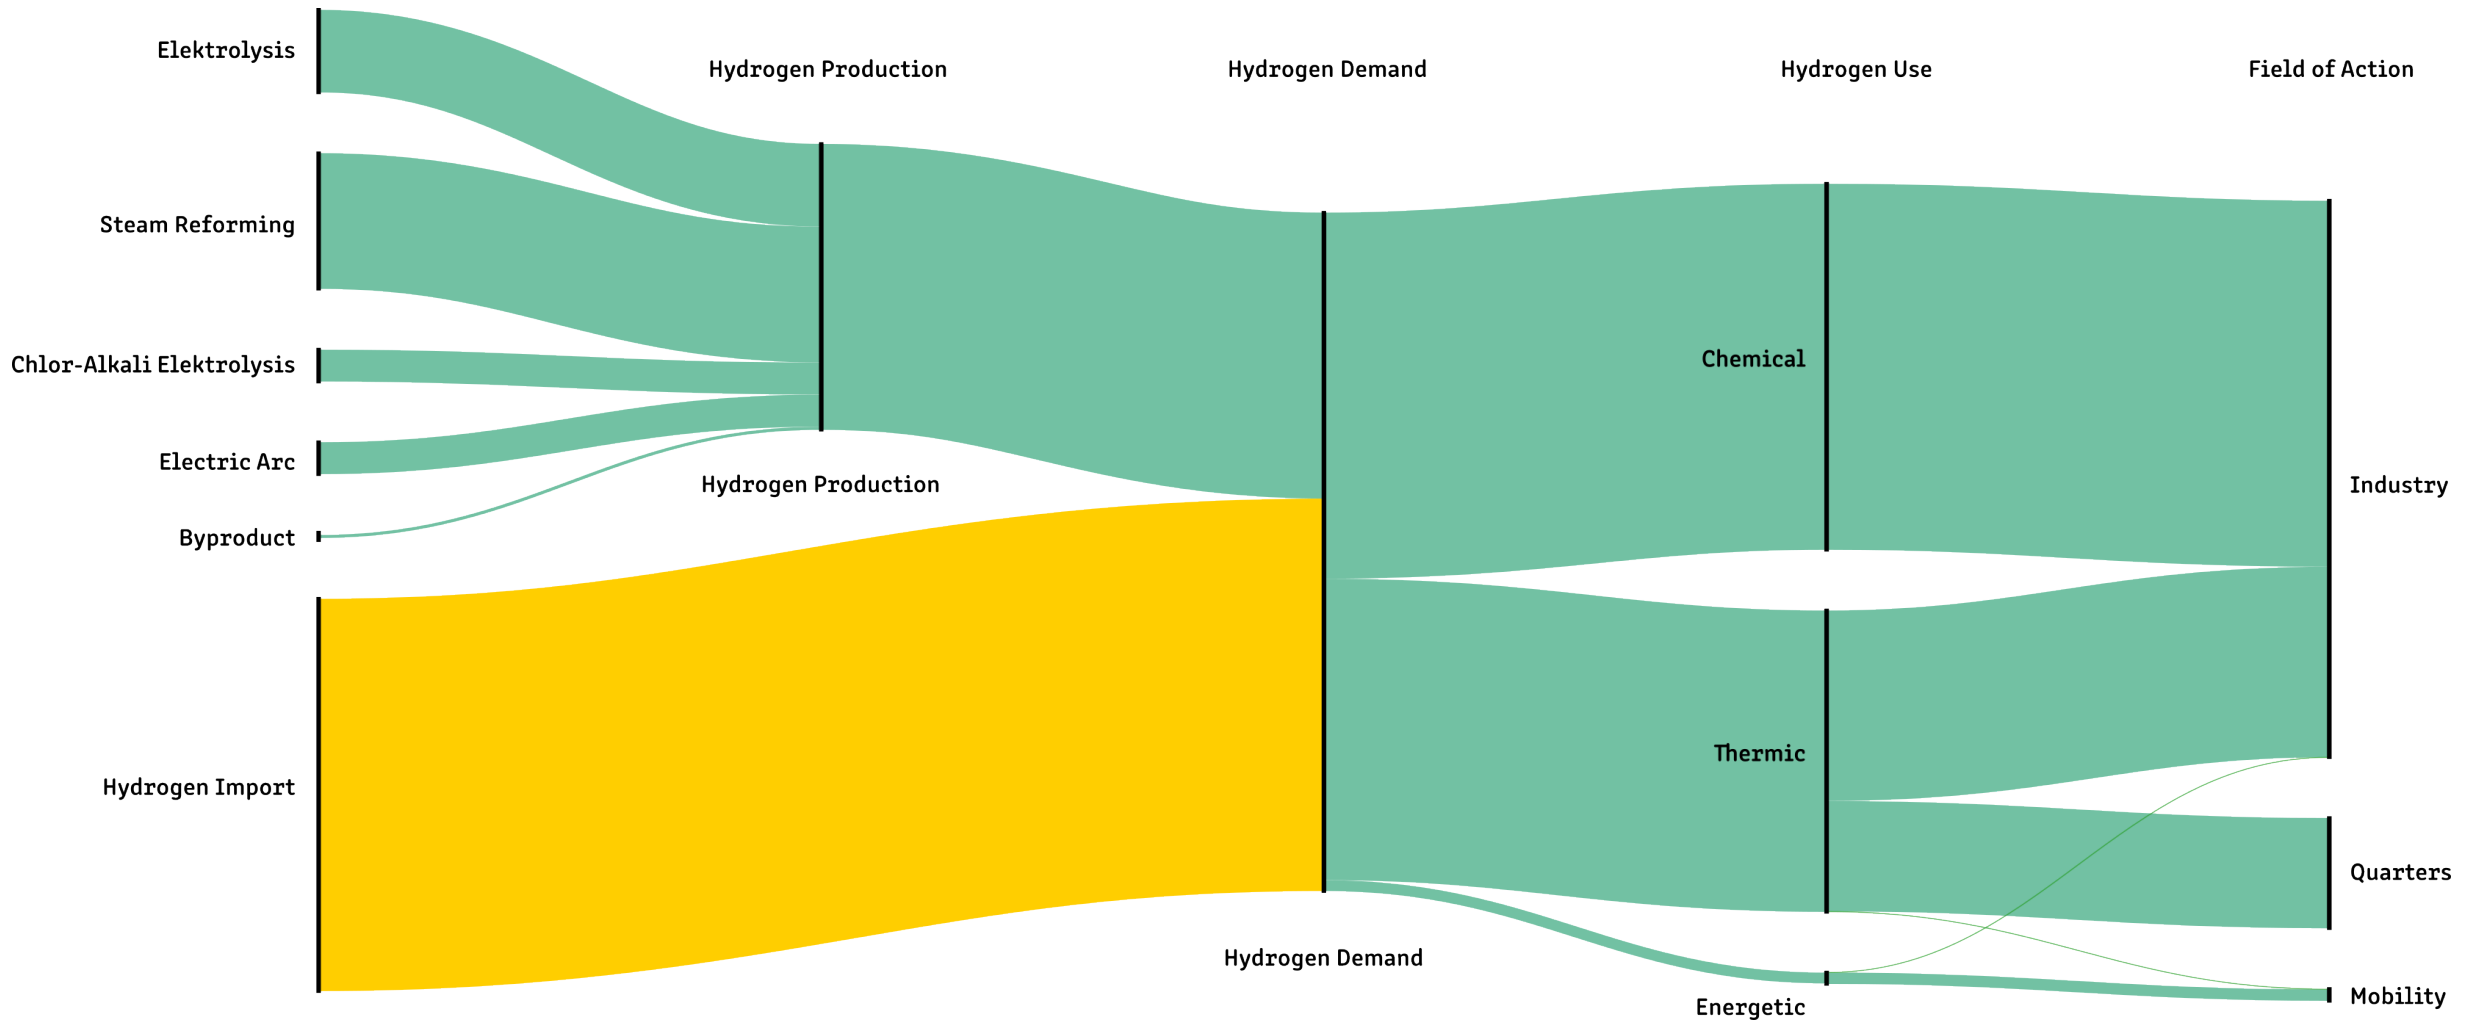 Elektrolysis
Hydrogen Production
Hydrogen Demand
Hydrogen Use
Field of Action
Steam Reforming
Chlor-Alkali Elektrolysis
Chemical
Electric Arc
Hydrogen Production
Industry
Byproduct
Thermic
Hydrogen Import
Quarters
Hydrogen Demand
Mobility
Energetic